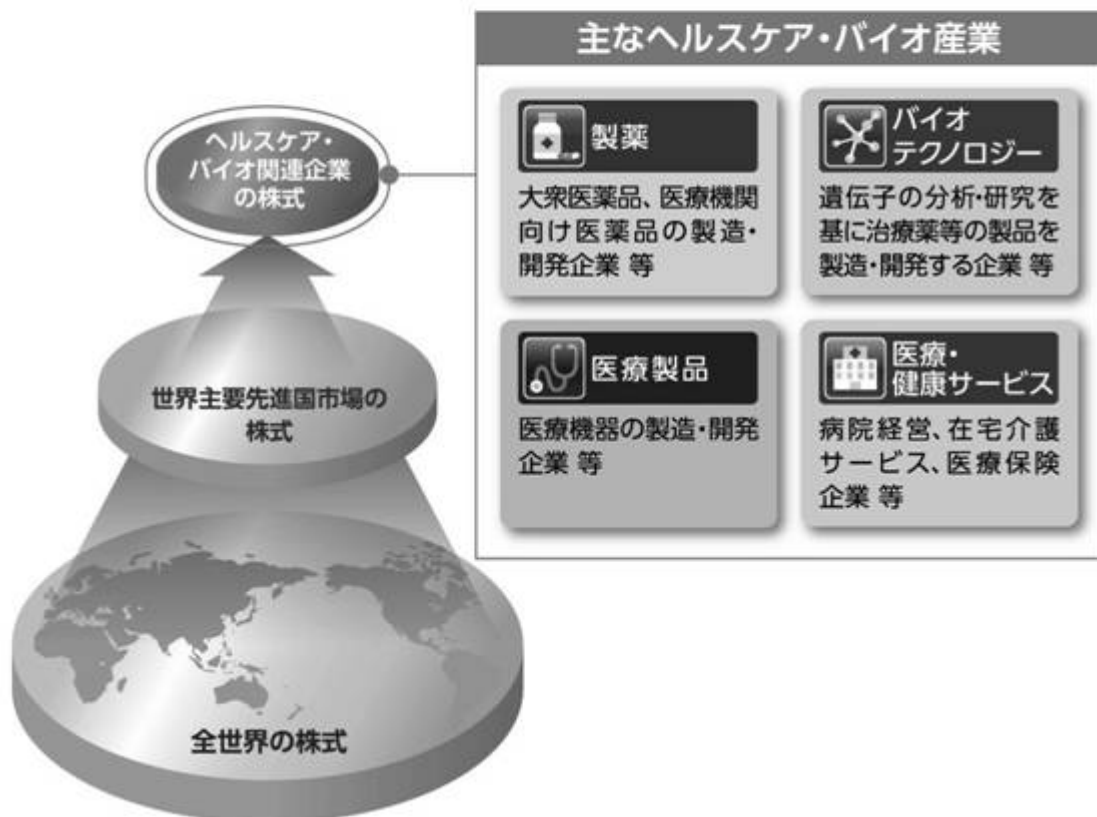 主なヘルスケア・バイオ産業
ヘルスケア・
バイオ関連企業
の株式
製薬
大衆医薬品、医療機関
向け医薬品の製造・
開発企業 等
バイオ
テクノロジー
遺伝子の分析・研究を
基に治療薬等の製品を
製造・開発する企業 等
医療製品
医療機器の製造・開発
企業 等
医療・
健康サービス
病院経営、在宅介護
サービス、医療保険
企業 等
世界主要先進国市場の
株式
全世界の株式